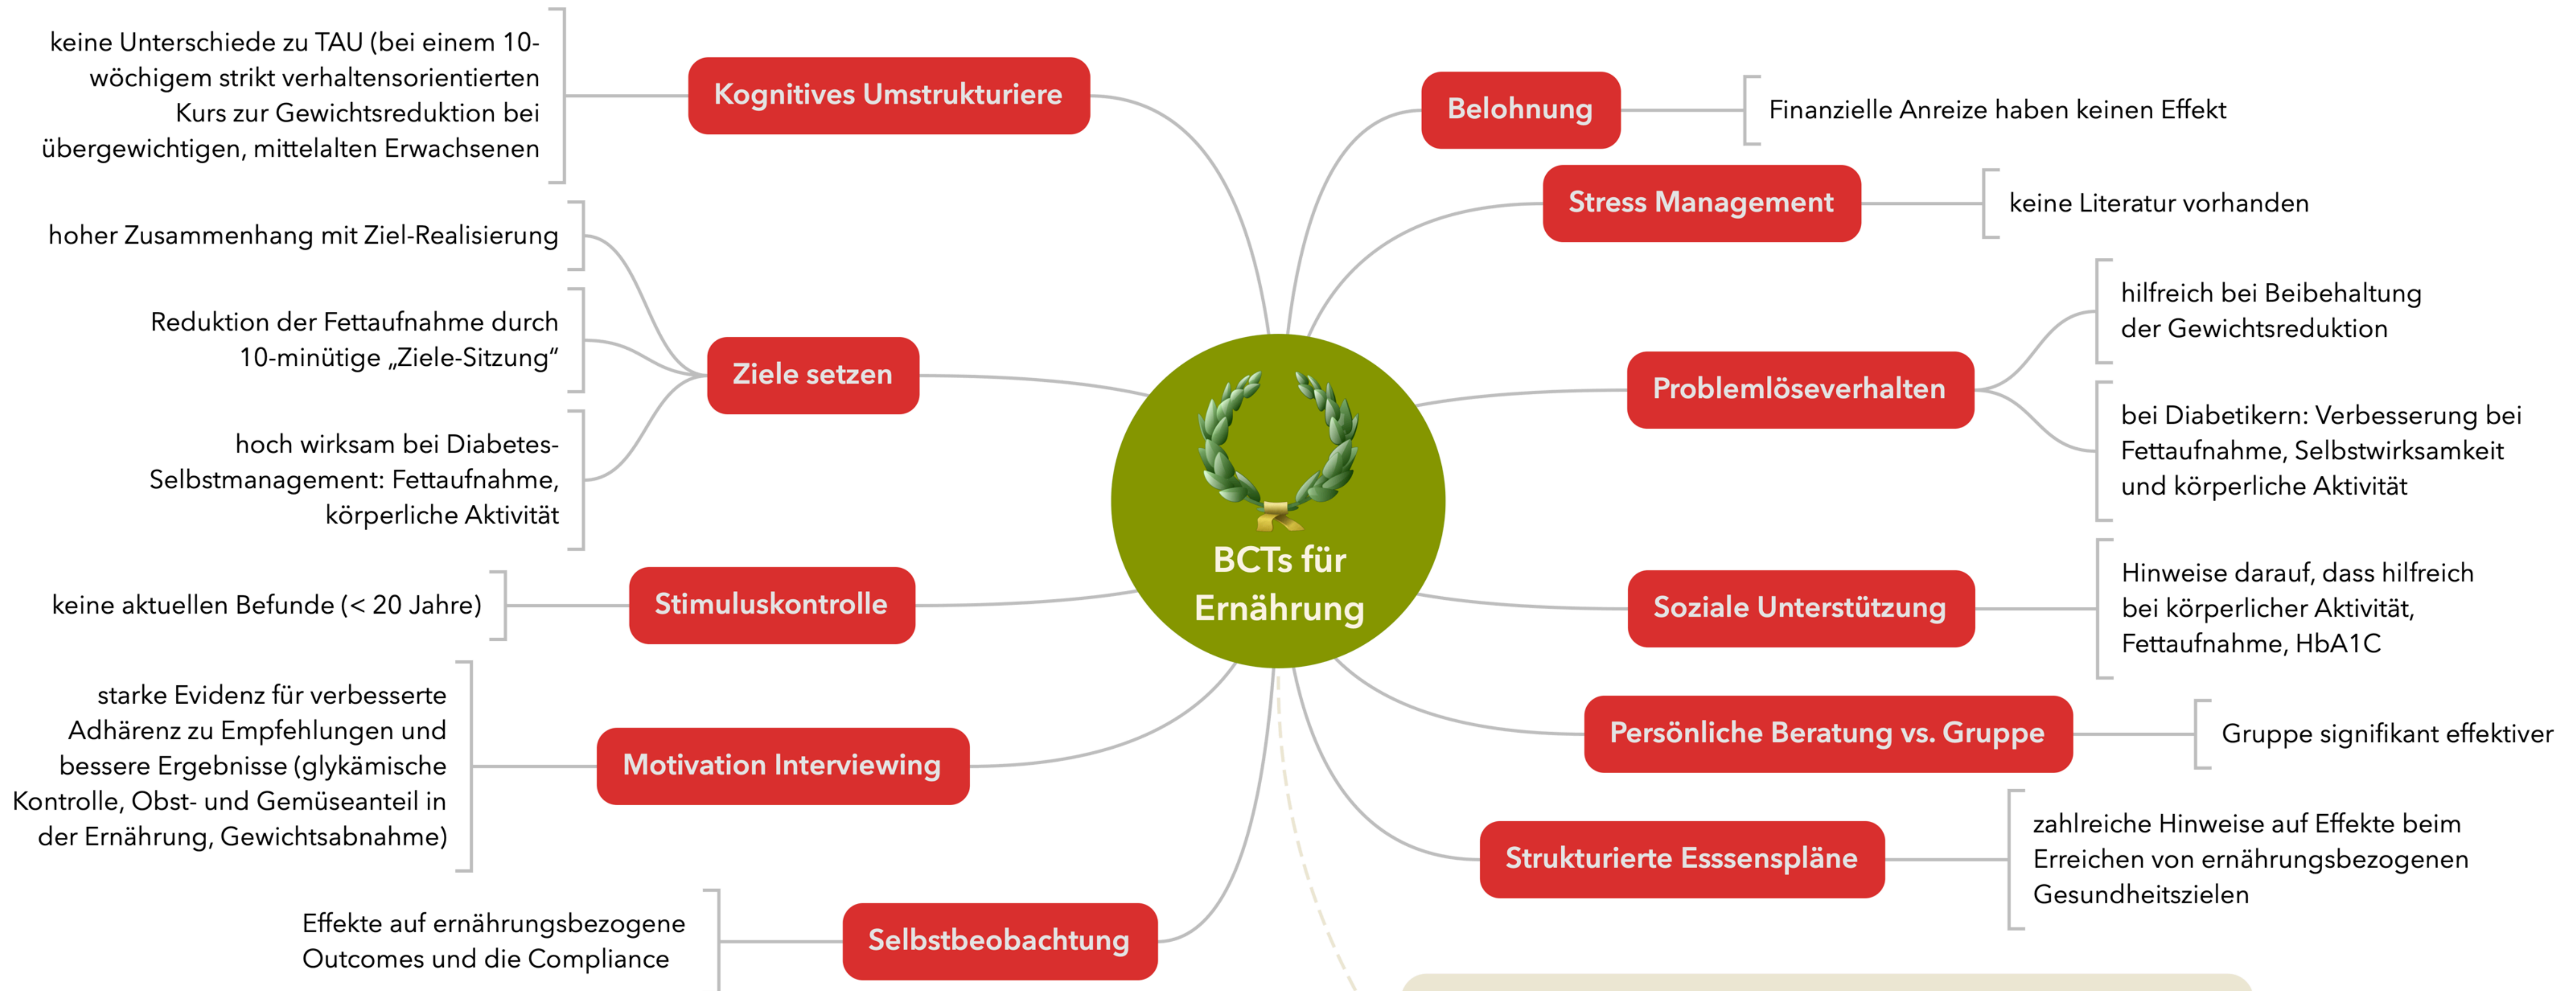 keine Unterschiede zu TAU (bei einem 10-
wöchigem strikt verhaltensorientierten
Kurs zur Gewichtsreduktion bei
übergewichtigen, mittelalten Erwachsenen
Kognitives Umstrukturiere
hoher Zusammenhang mit Ziel-Realisierung
Reduktion der Fettaufnahme durch
10-minütige „Ziele-Sitzung“
hoch wirksam bei Diabetes-
Selbstmanagement: Fettaufnahme,
körperliche Aktivität
Ziele setzen
keine aktuellen Befunde (< 20 Jahre)
Stimuluskontrolle
starke Evidenz für verbesserte
Adhärenz zu Empfehlungen und
bessere Ergebnisse (glykämische
Kontrolle, Obst- und Gemüseanteil in
der Ernährung, Gewichtsabnahme)
Motivation Interviewing
Effekte auf ernährungsbezogene
Outcomes und die Compliance
Selbstbeobachtung
BCTs für
Ernährung
Belohnung
Finanzielle Anreize haben keinen Effekt
Stress Management
keine Literatur vorhanden
Problemlöseverhalten
hilfreich bei Beibehaltung
der Gewichtsreduktion
bei Diabetikern: Verbesserung bei
Fettaufnahme, Selbstwirksamkeit
und körperliche Aktivität
Soziale Unterstützung
Hinweise darauf, dass hilfreich
bei körperlicher Aktivität,
Fettaufnahme, HbA1C
Persönliche Beratung vs. Gruppe
Gruppe signifikant effektiver
Strukturierte Esssenspläne
zahlreiche Hinweise auf Effekte beim
Erreichen von ernährungsbezogenen
Gesundheitszielen